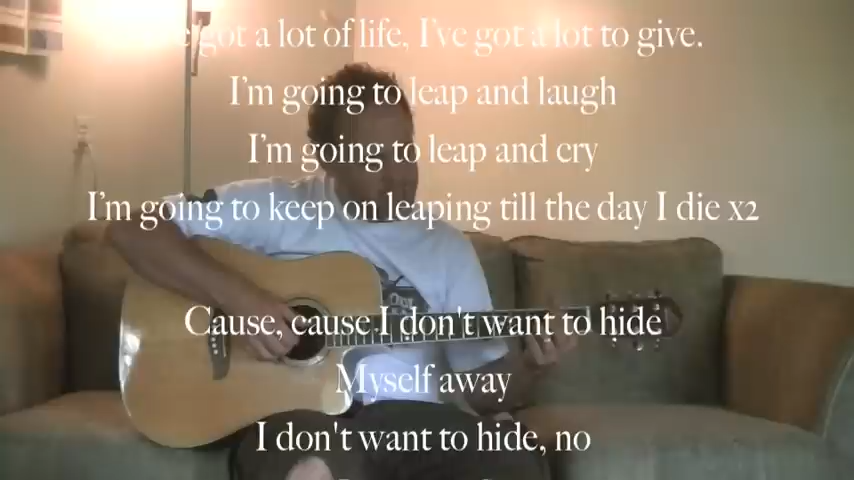 got a lot of life, I've got a lot to give.
I'm going to leap and laugh
I'm going to leap and cry
I'm going to keep on leaping till the day I die x2
Cause, cause I don't want to hide
Myself away
I don't want to hide, no